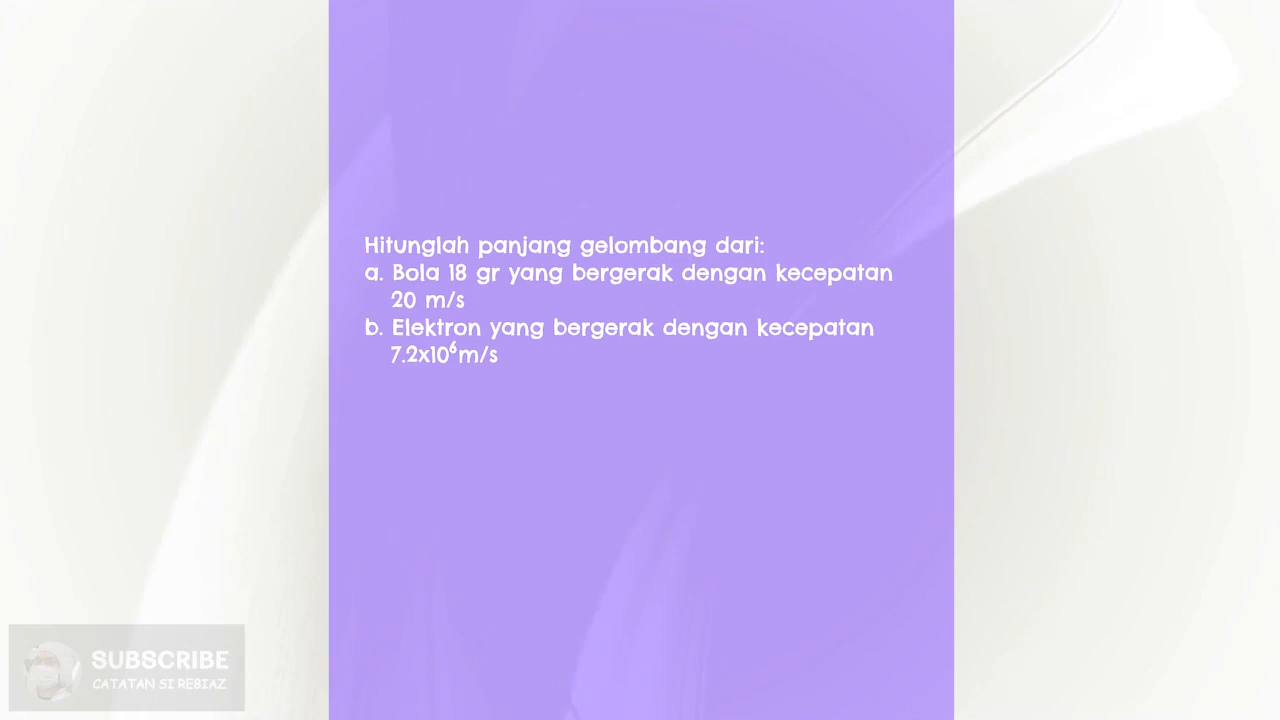 Hitunglah panjang gelombang dari:
a. Bola 18 gr yang bergerak dengan kecepatan
20 m/s
b. Elektron yang bergerak dengan kecepatan
7.2x10⁶m/s
SUBSCRIBE
CATATAN SI REBIAZ